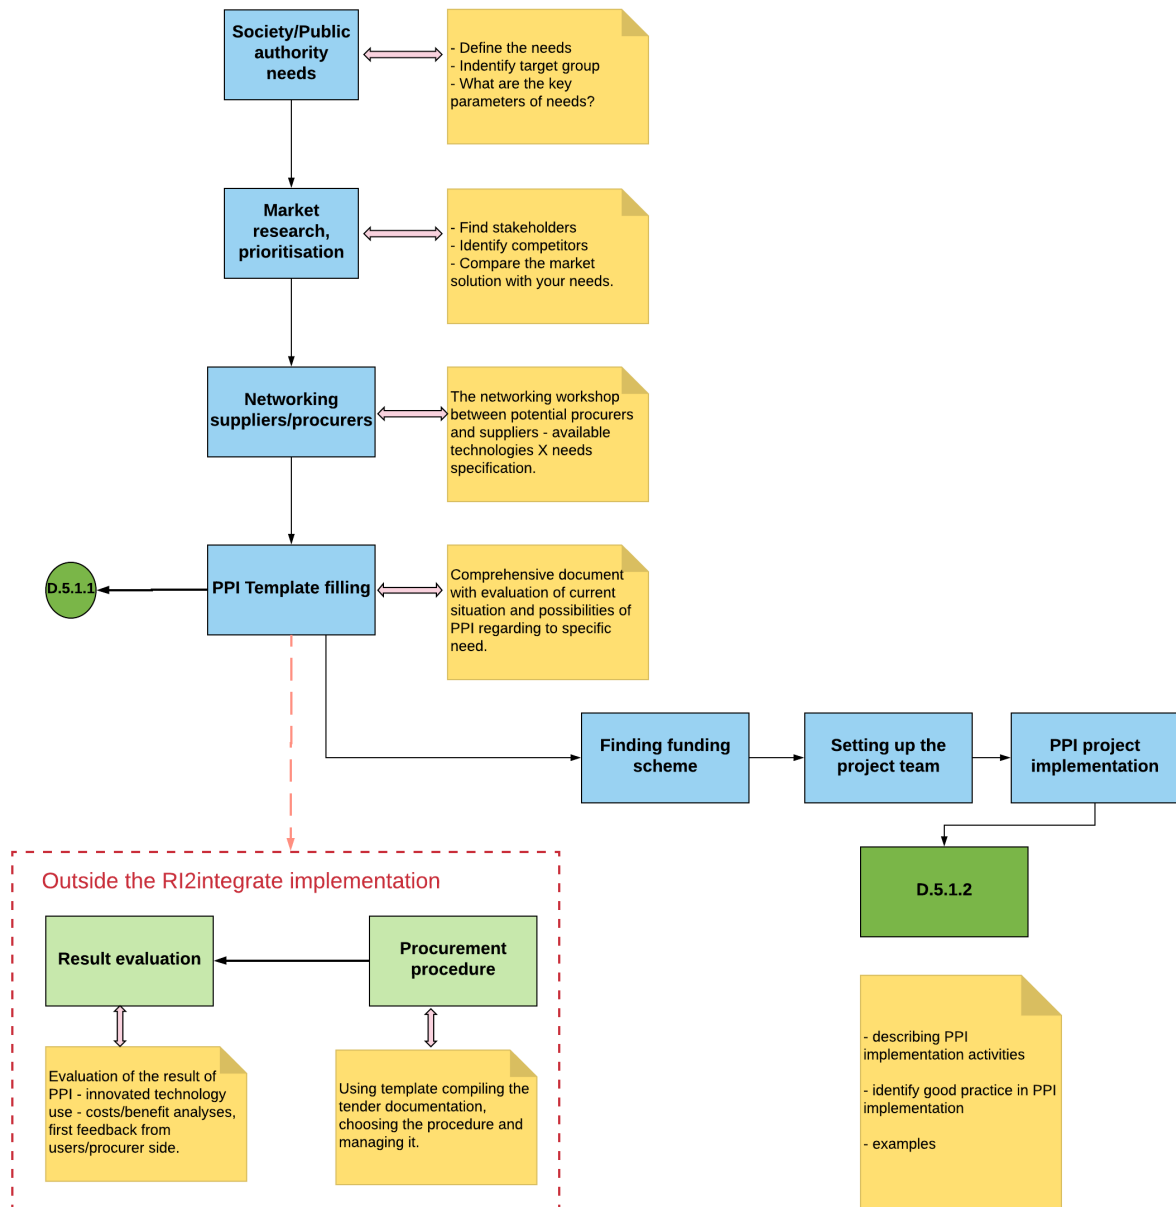 Society/Public
authority
needs
- Define the needs
- Indentify target group
- What are the key
parameters of needs?
Market
research,
prioritisation
- Find stakeholders
- Identify competitors
- Compare the market
solution with your needs.
Networking
suppliers/procurers
The networking workshop
between potential procurers
and suppliers - available
technologies X needs
specification.
D.5.1.1
PPI Template filling
Comprehensive document
with evaluation of current
situation and possibilities of
PPI regarding to specific
need.
Finding funding
scheme
Setting up the
project team
PPI project
implementation
D.5.1.2
- describing PPI
implementation activities
- identify good practice in PPI
implementation
- examples
Outside the RI2integrate implementation
Result evaluation
Procurement
procedure
Evaluation of the result of
PPI - innovated technology
use - costs/benefit analyses,
first feedback from
users/procurer side.
Using template compiling the
tender documentation,
choosing the procedure and
managing it.